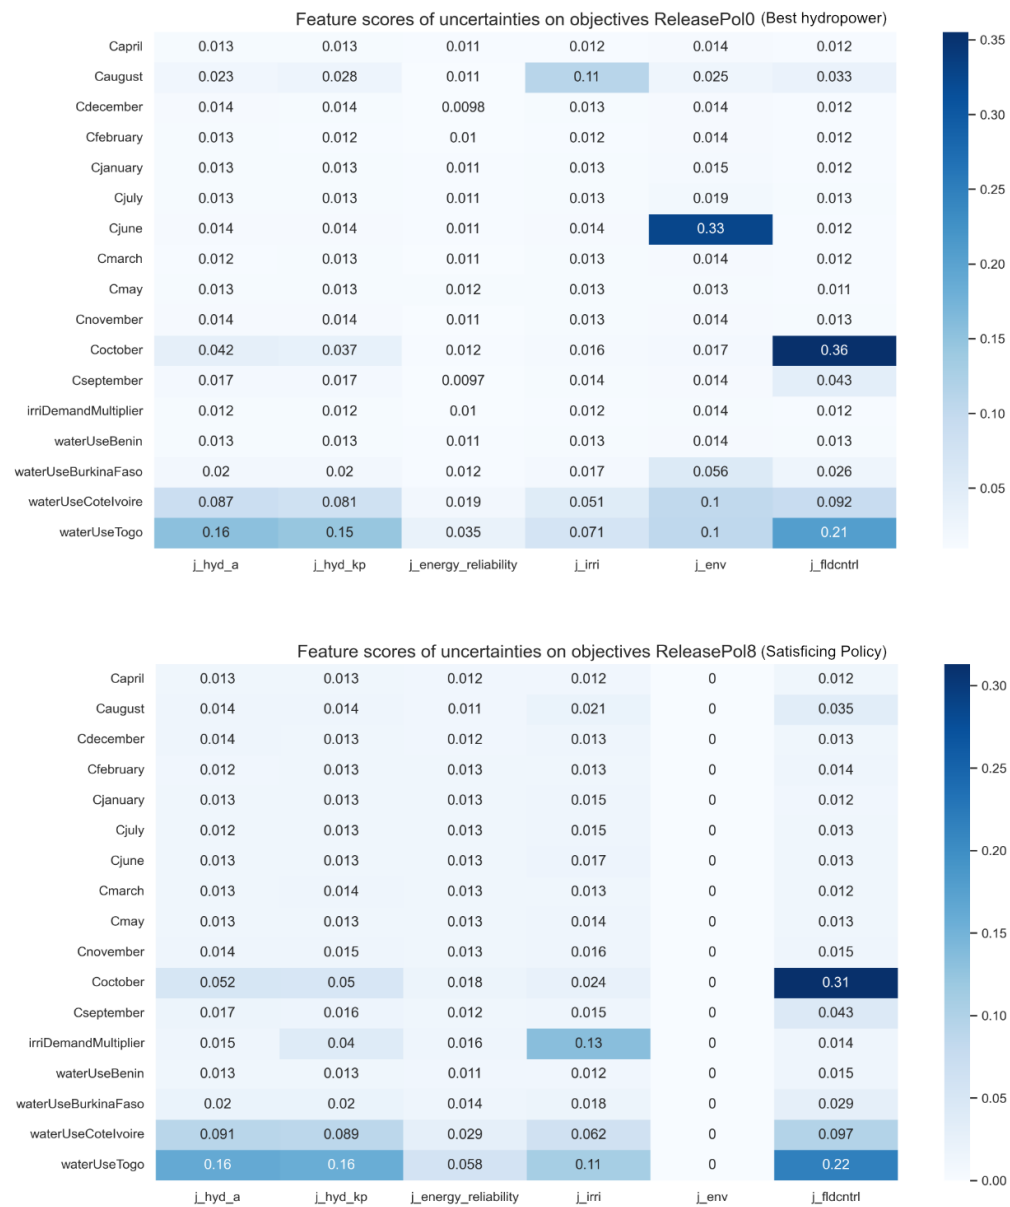 Feature scores of uncertainties on objectives ReleasePol0 (Best hydropower)
Capril 0.013 0.013 0.011 0.012 0.014 0.012
Caugust 0.023 0.028 0.011 0.11 0.025 0.033
Cdecember 0.014 0.014 0.0098 0.013 0.014 0.012
Cfebruary 0.013 0.012 0.01 0.012 0.014 0.012
Cjanuary 0.013 0.013 0.011 0.013 0.015 0.012
Cjuly 0.013 0.013 0.011 0.013 0.019 0.013
Cjune 0.014 0.014 0.011 0.014 0.33 0.012
Cmarch 0.012 0.013 0.011 0.013 0.014 0.012
Cmay 0.013 0.013 0.012 0.013 0.013 0.011
Cnovember 0.014 0.014 0.011 0.013 0.014 0.013
Coctober 0.042 0.037 0.012 0.016 0.017 0.36
Cseptember 0.017 0.017 0.0097 0.014 0.014 0.043
irriDemandMultiplier 0.012 0.012 0.01 0.012 0.014 0.012
waterUseBenin 0.013 0.013 0.011 0.013 0.014 0.013
waterUseBurkinaFaso 0.02 0.02 0.012 0.017 0.056 0.026
waterUseCoteIvoire 0.087 0.081 0.019 0.051 0.1 0.092
waterUseTogo 0.16 0.15 0.035 0.071 0.1 0.21
j_hyd_a j_hyd_kp j_energy_reliability j_irri j_env j_fldcntrl
0.35
0.30
0.25
0.20
0.15
0.10
0.05
Feature scores of uncertainties on objectives ReleasePol8 (Satisficing Policy)
Capril 0.013 0.013 0.012 0.012 0 0.012
Caugust 0.014 0.014 0.011 0.021 0 0.035
Cdecember 0.014 0.013 0.012 0.013 0 0.013
Cfebruary 0.012 0.013 0.013 0.013 0 0.014
Cjanuary 0.013 0.013 0.013 0.015 0 0.012
Cjuly 0.012 0.013 0.013 0.015 0 0.013
Cjune 0.013 0.013 0.013 0.017 0 0.013
Cmarch 0.013 0.014 0.013 0.013 0 0.012
Cmay 0.013 0.013 0.013 0.014 0 0.013
Cnovember 0.014 0.015 0.013 0.016 0 0.015
Coctober 0.052 0.05 0.018 0.024 0 0.31
Cseptember 0.017 0.016 0.012 0.015 0 0.043
irriDemandMultiplier 0.015 0.04 0.016 0.13 0 0.014
waterUseBenin 0.013 0.013 0.011 0.012 0 0.015
waterUseBurkinaFaso 0.02 0.02 0.014 0.018 0 0.029
waterUseCoteIvoire 0.091 0.089 0.029 0.062 0 0.097
waterUseTogo 0.16 0.16 0.058 0.11 0 0.22
j_hyd_a j_hyd_kp j_energy_reliability j_irri j_env j_fldcntrl
0.30
0.25
0.20
0.15
0.10
0.05
0.00